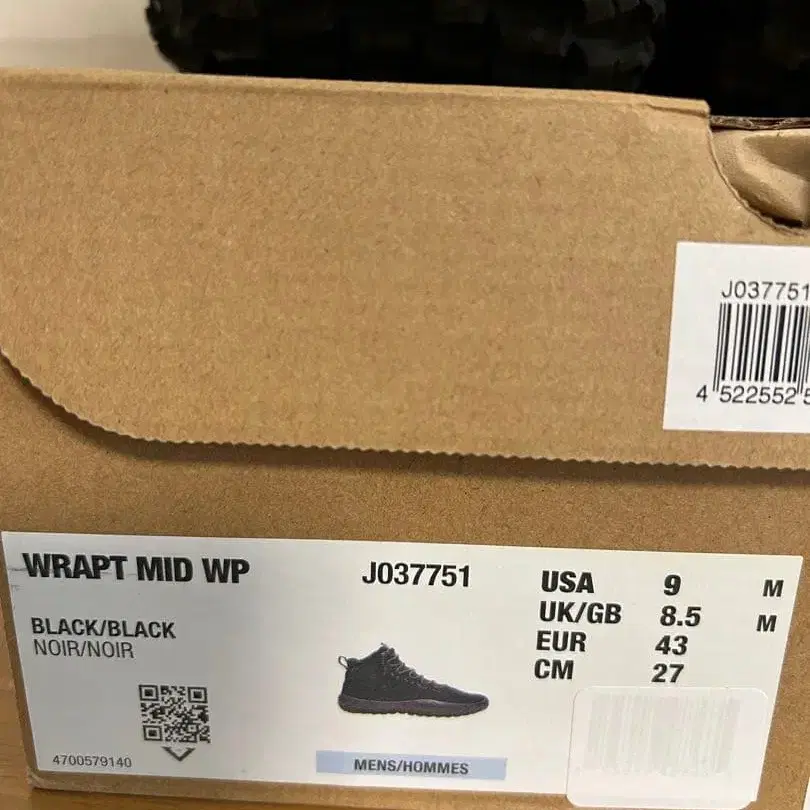 J037751
4 522552 5
WRAPT MID WP
J037751
BLACK/BLACK
NOIR/NOIR
USA 9 M
UK/GB 8.5 M
EUR 43
CM 27
4700579140
MENS/HOMMES